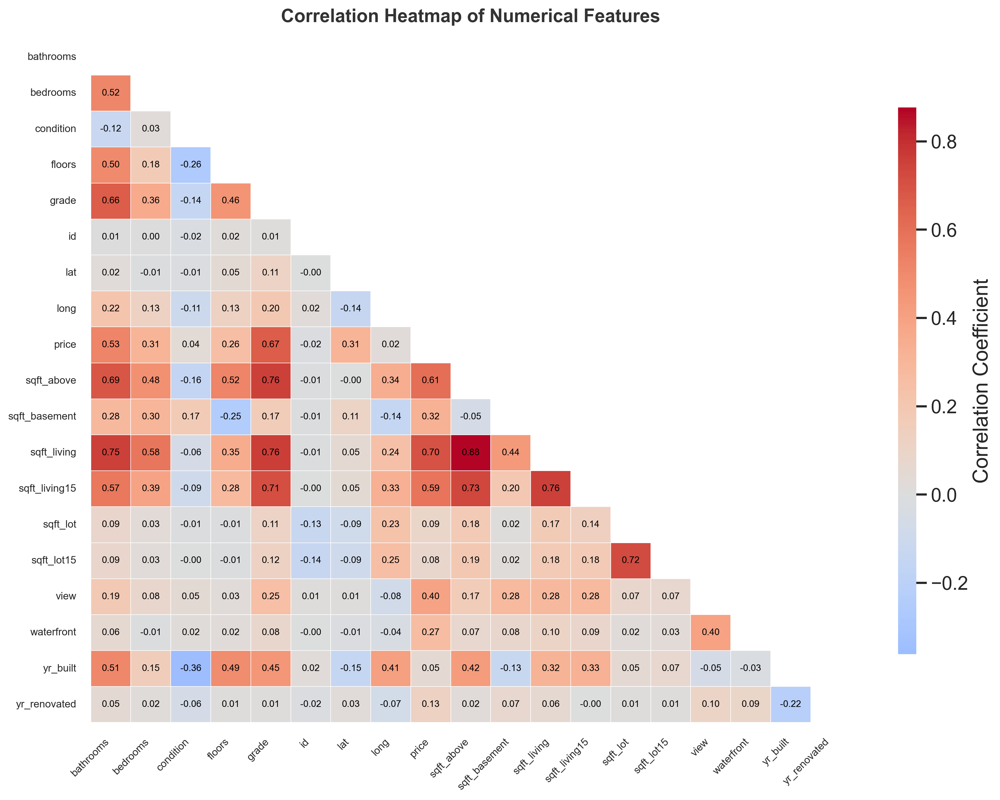 Correlation Heatmap of Numerical Features
bathrooms
bedrooms 0.52
condition -0.12 0.03
floors 0.50 0.18 -0.26
grade 0.66 0.36 -0.14 0.46
id 0.01 0.00 -0.02 0.02 0.01
lat 0.02 -0.01 -0.01 0.05 0.11 -0.00
long 0.22 0.13 -0.11 0.13 0.20 0.02 -0.14
price 0.53 0.31 0.04 0.26 0.67 -0.02 0.31 0.02
sqft_above 0.69 0.48 -0.16 0.52 0.76 -0.01 -0.00 0.34 0.61
sqft_basement 0.28 0.30 0.17 -0.25 0.17 -0.01 0.11 -0.14 0.32 -0.05
sqft_living 0.75 0.58 -0.06 0.35 0.76 -0.01 0.05 0.24 0.70 0.88 0.44
sqft_living15 0.57 0.39 -0.09 0.28 0.71 -0.00 0.05 0.33 0.59 0.73 0.20 0.76
sqft_lot 0.09 0.03 -0.01 -0.01 0.11 -0.13 -0.09 0.23 0.09 0.18 0.02 0.17 0.14
sqft_lot15 0.09 0.03 -0.00 -0.01 0.12 -0.14 -0.09 0.25 0.08 0.19 0.02 0.18 0.18 0.72
view 0.19 0.08 0.05 0.03 0.25 0.01 0.01 -0.08 0.40 0.17 0.28 0.28 0.28 0.07 0.07
waterfront 0.06 -0.01 0.02 0.02 0.08 -0.00 -0.01 -0.04 0.27 0.07 0.08 0.10 0.09 0.02 0.03 0.40
yr_built 0.51 0.15 -0.36 0.49 0.45 0.02 -0.15 0.41 0.05 0.42 -0.13 0.32 0.33 0.05 0.07 -0.05 -0.03
yr_renovated 0.05 0.02 -0.06 0.01 0.01 -0.02 0.03 -0.07 0.13 0.02 0.07 0.06 -0.00 0.01 0.01 0.10 0.09 -0.22
bathrooms bedrooms condition floors grade id lat long price sqft_above sqft_basement sqft_living sqft_living15 sqft_lot sqft_lot15 view waterfront yr_built yr_renovated
0.8
0.6
0.4
0.2
0.0
−0.2
Correlation Coefficient